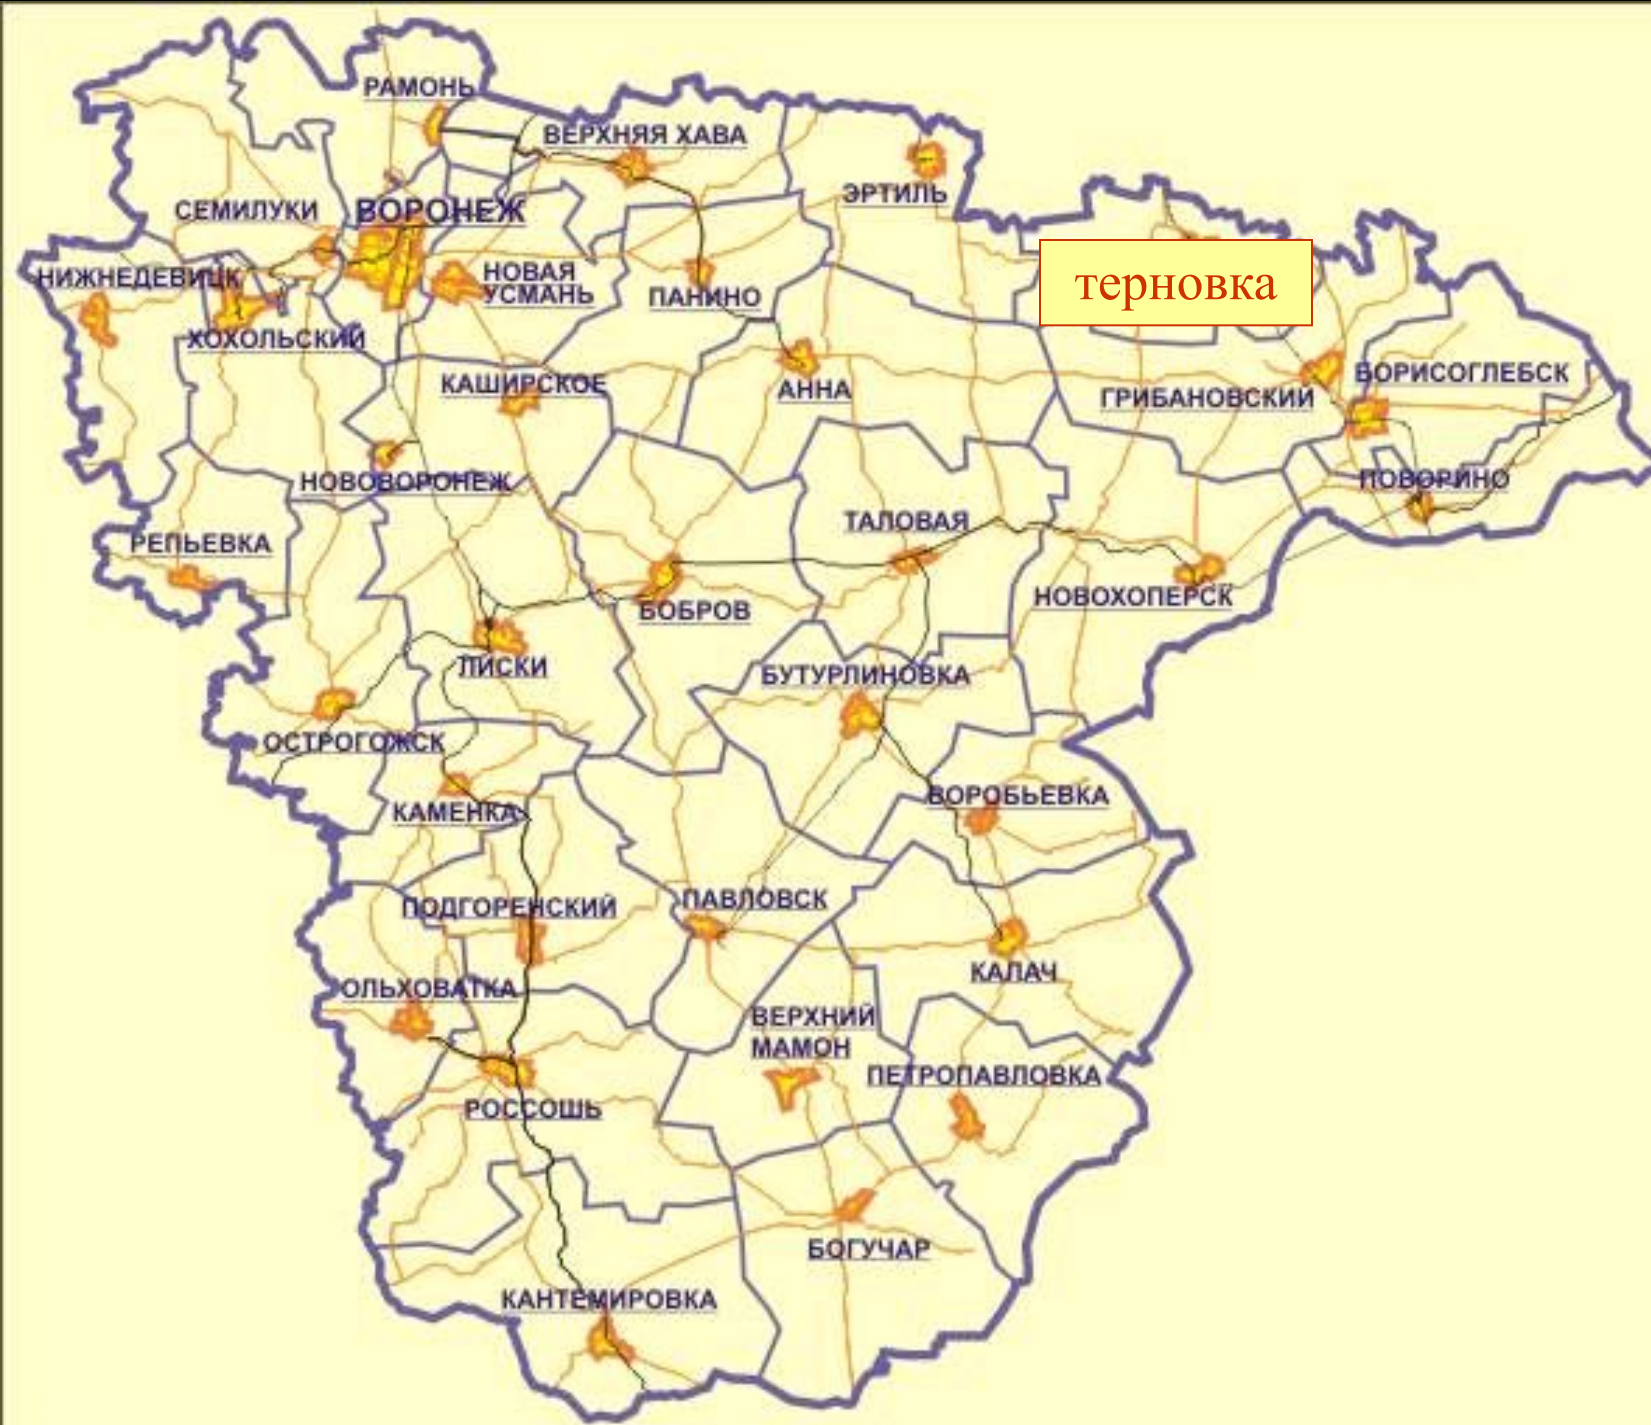 РАМОНЬ
ВЕРХНЯЯ ХАВА
ЭРТИЛЬ
СЕМИЛУКИ
ВОРОНЕЖ
НИЖНЕДЕВИЦК
НОВАЯ
УСМАНЬ
ПАНИНО
терновка
ХОХОЛЬСКИЙ
КАШИРСКОЕ
АННА
ГРИБАНОВСКИЙ
БОРИСОГЛЕБСК
НОВОВОРОНЕЖ
ПОВОРИНО
РЕПЬЕВКА
ТАЛОВАЯ
БОБРОВ
НОВОХОПЕРСК
ЛИСКИ
БУТУРЛИНОВКА
ОСТРОГОЖСК
КАМЕНКА
ВОРОБЬЕВКА
ПОДГОРЕНСКИЙ
ПАВЛОВСК
КАЛАЧ
ОЛЬХОВАТКА
ВЕРХНИЙ
МАМОН
ПЕТРОПАВЛОВКА
РОССОШЬ
БОГУЧАР
КАНТЕМИРОВКА